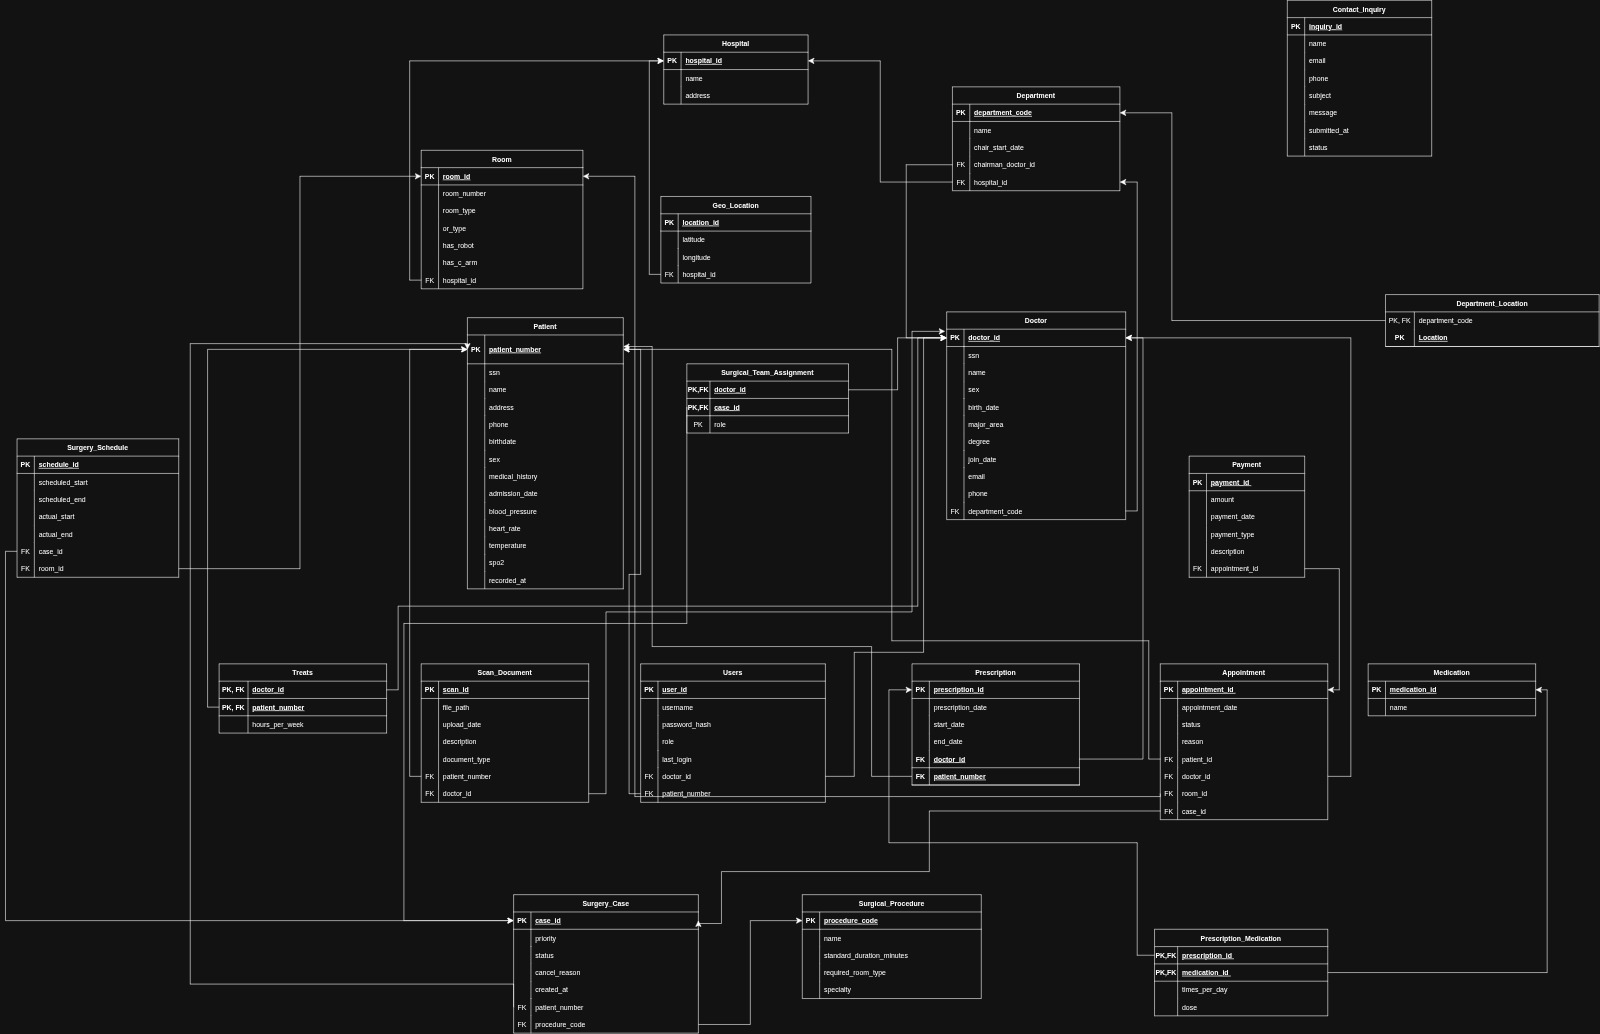 Contact_Inquiry
PK inquiry_id
name
email
phone
subject
message
submitted_at
status
Hospital
PK hospital_id
name
address
Department
PK department_code
name
chair_start_date
FK chairman_doctor_id
FK hospital_id
Room
PK room_id
room_number
room_type
or_type
has_robot
has_c_arm
FK hospital_id
Geo_Location
PK location_id
latitude
longitude
FK hospital_id
Department_Location
PK, FK department_code
PK Location
Patient
PK patient_number
ssn
name
address
phone
birthdate
sex
medical_history
admission_date
blood_pressure
heart_rate
temperature
spo2
recorded_at
Surgical_Team_Assignment
PK,FK doctor_id
PK,FK case_id
PK role
Doctor
PK doctor_id
ssn
name
sex
birth_date
major_area
degree
join_date
email
phone
FK department_code
Surgery_Schedule
PK schedule_id
scheduled_start
scheduled_end
actual_start
actual_end
FK case_id
FK room_id
Payment
PK payment_id
amount
payment_date
payment_type
description
FK appointment_id
Treats
PK, FK doctor_id
PK, FK patient_number
hours_per_week
Scan_Document
PK scan_id
file_path
upload_date
description
document_type
FK patient_number
FK doctor_id
Users
PK user_id
username
password_hash
role
last_login
FK doctor_id
FK patient_number
Prescription
PK prescription_id
prescription_date
start_date
end_date
FK doctor_id
FK patient_number
Appointment
PK appointment_id
appointment_date
status
reason
FK patient_id
FK doctor_id
FK room_id
FK case_id
Medication
PK medication_id
name
Surgery_Case
PK case_id
priority
status
cancel_reason
created_at
FK patient_number
FK procedure_code
Surgical_Procedure
PK procedure_code
name
standard_duration_minutes
required_room_type
specialty
Prescription_Medication
PK,FK prescription_id
PK,FK medication_id
times_per_day
dose